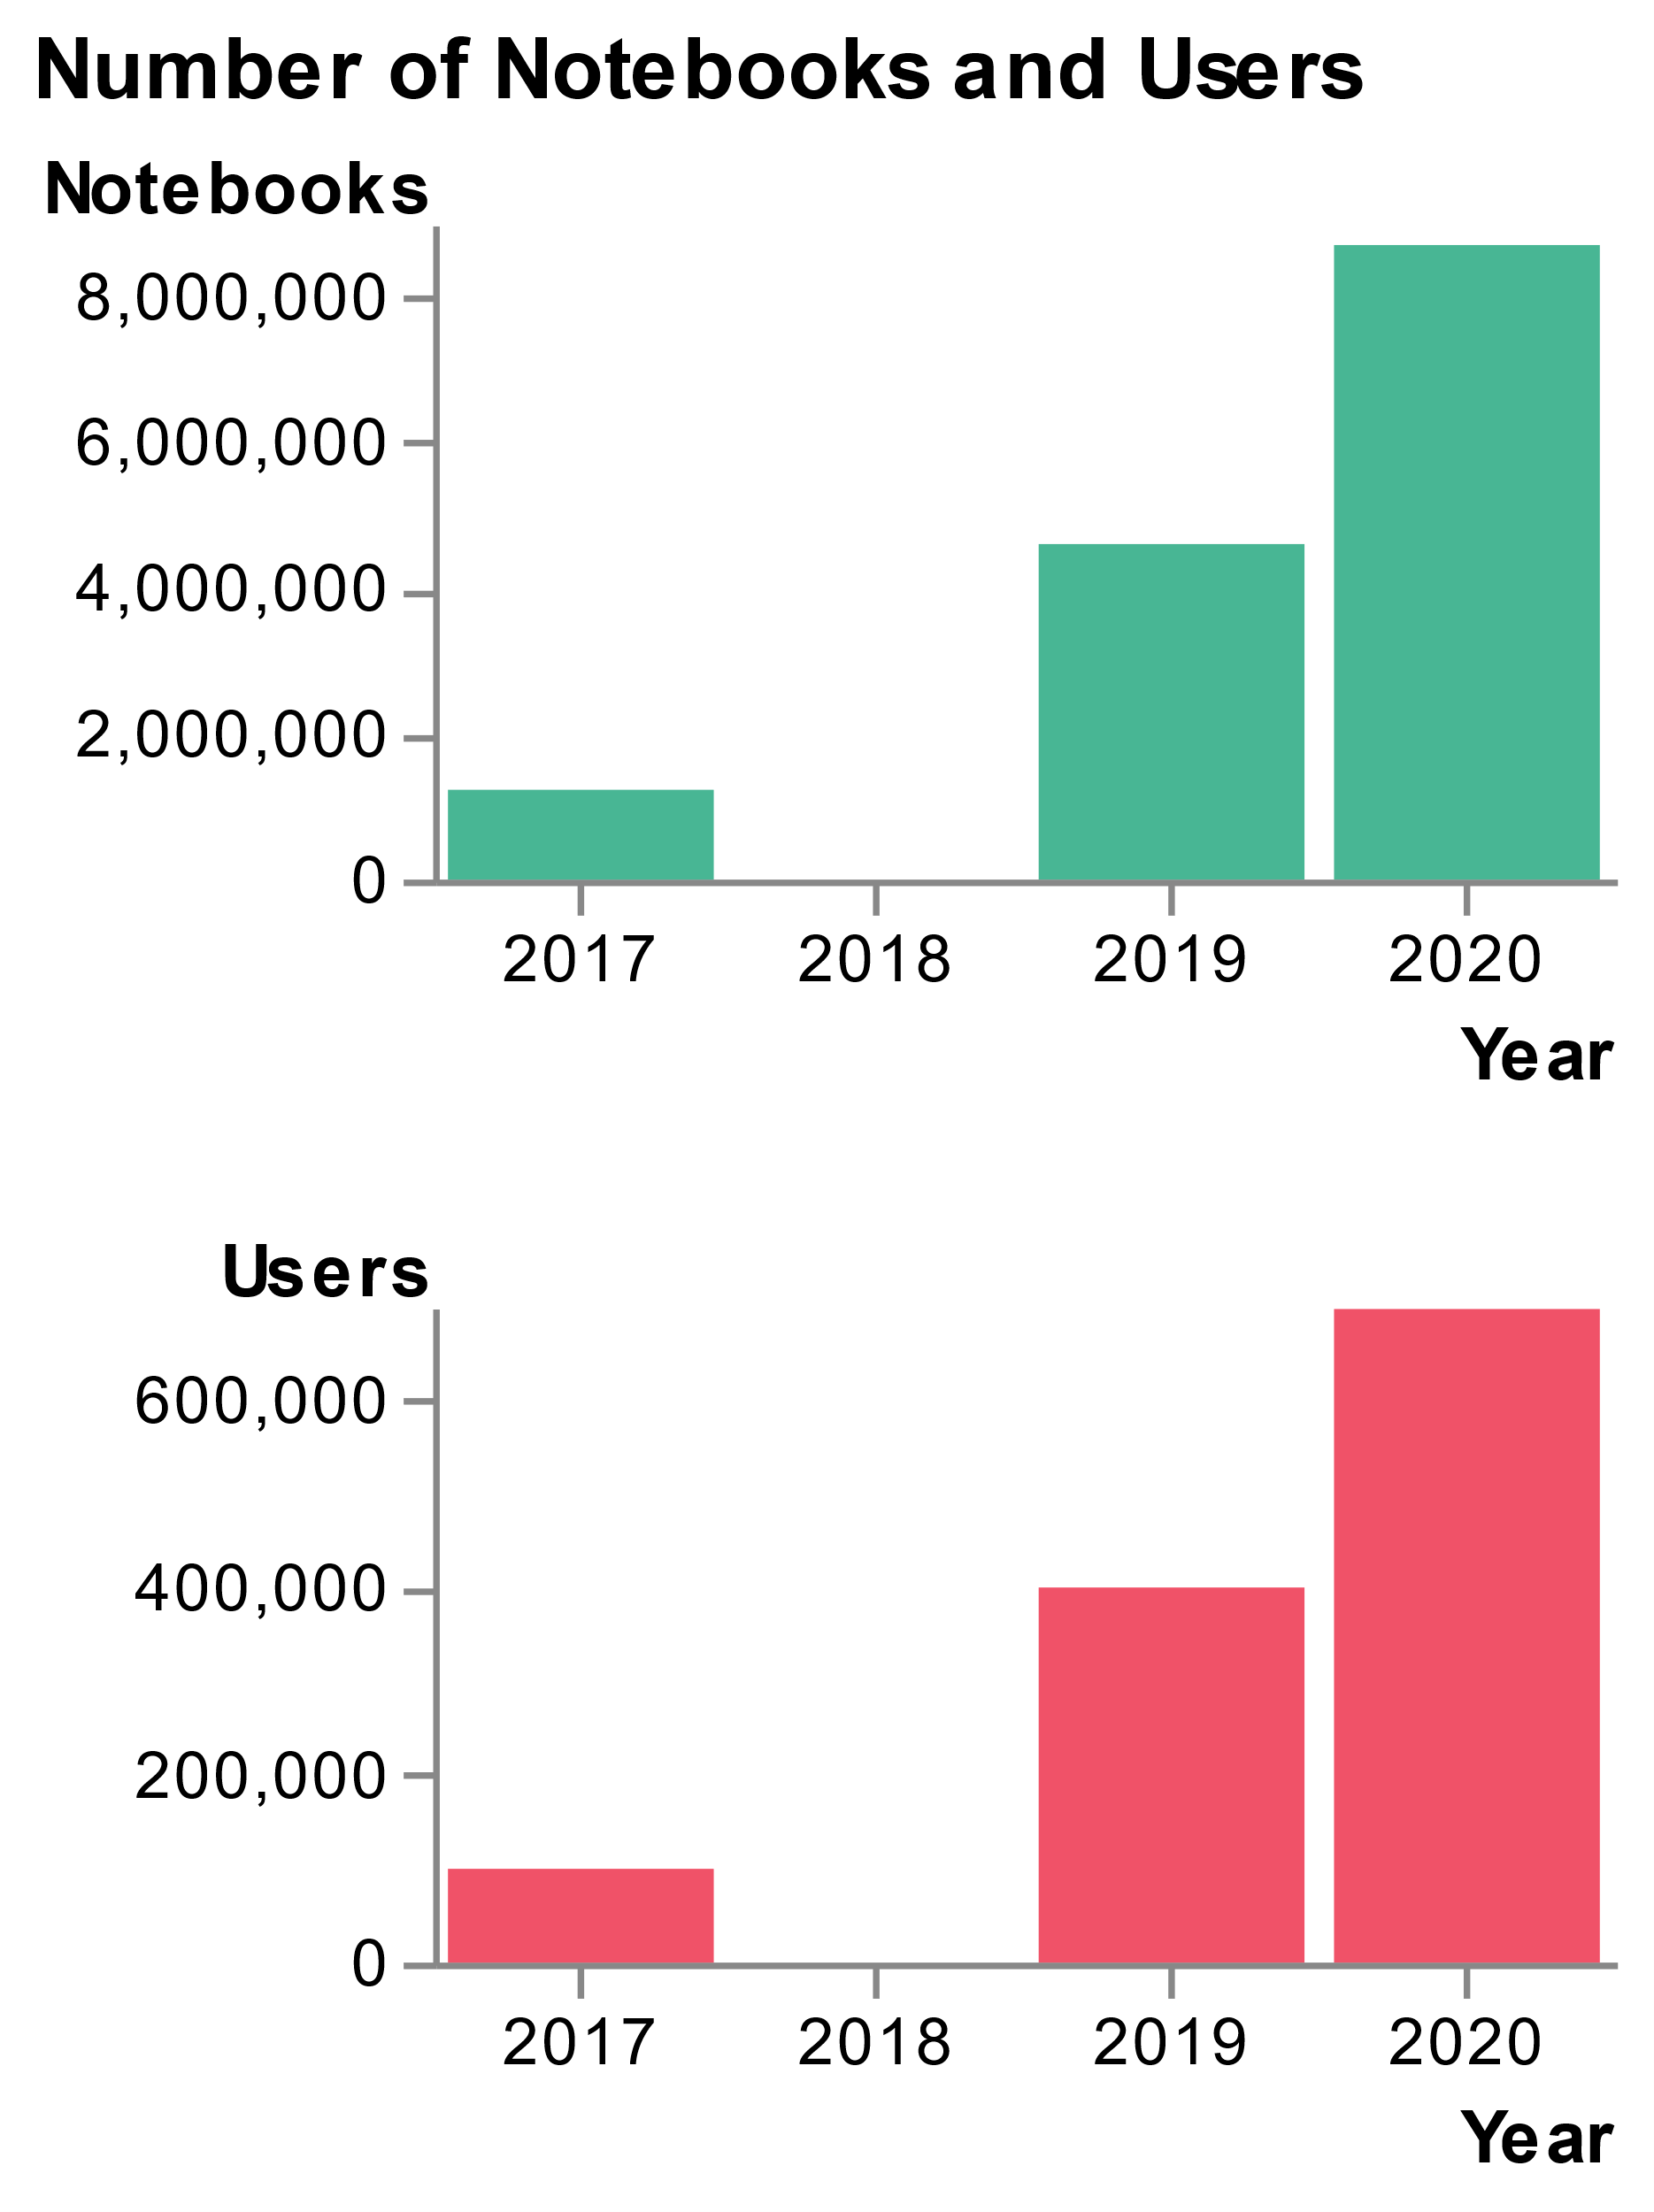 Number of Notebooks and Users
Notebooks
8,000,000
6,000,000
4,000,000
2,000,000
0
2017 2018 2019 2020
Year
Users
600,000
400,000
200,000
0
2017 2018 2019 2020
Year